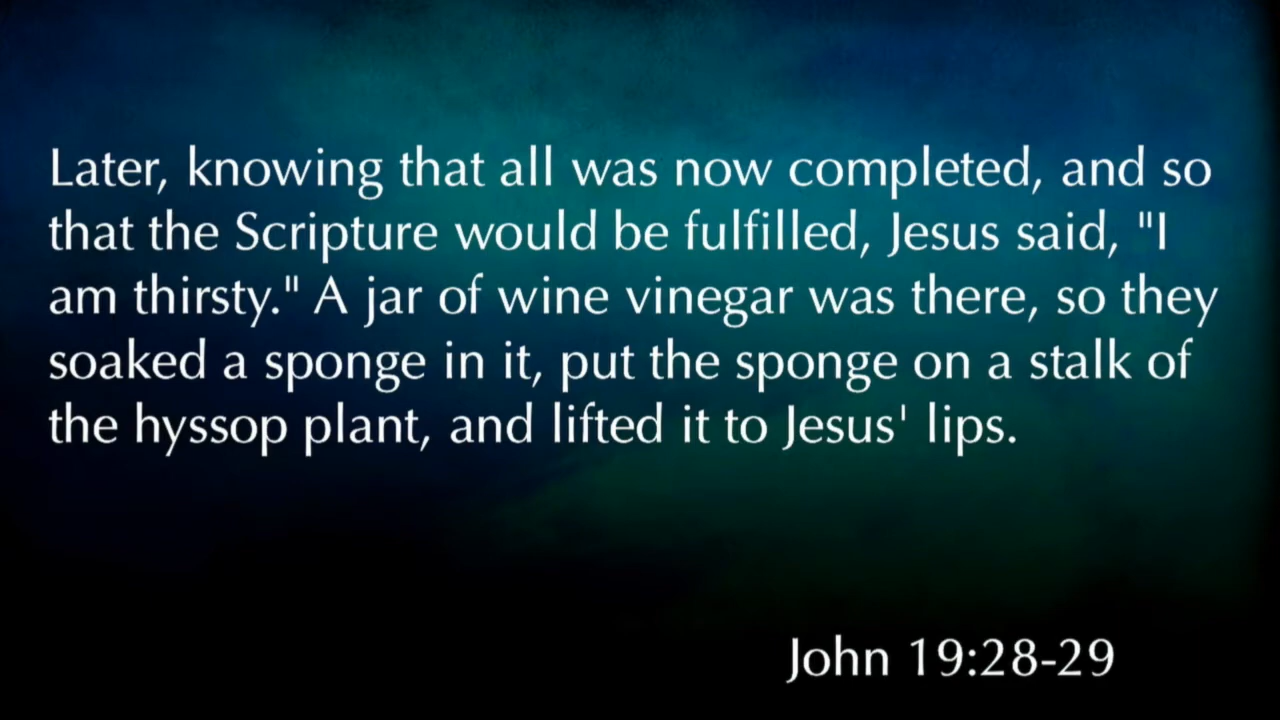 Later, knowing that all was now completed, and so
that the Scripture would be fulfilled, Jesus said, "I
am thirsty." A jar of wine vinegar was there, so they
soaked a sponge in it, put the sponge on a stalk of
the hyssop plant, and lifted it to Jesus' lips.
John 19:28-29